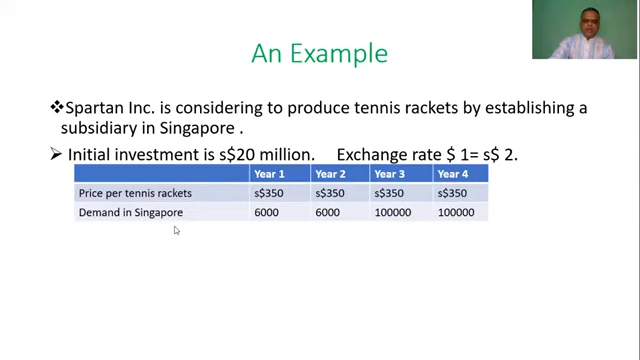 An Example
❖Spartan Inc. is considering to produce tennis rackets by establishing a
subsidiary in Singapore .
➢ Initial investment is s$20 million. Exchange rate $ 1= s$ 2.
Year 1 Year 2 Year 3 Year 4
Price per tennis rackets s$350 s$350 s$350 s$350
Demand in Singapore 6000 6000 100000 100000